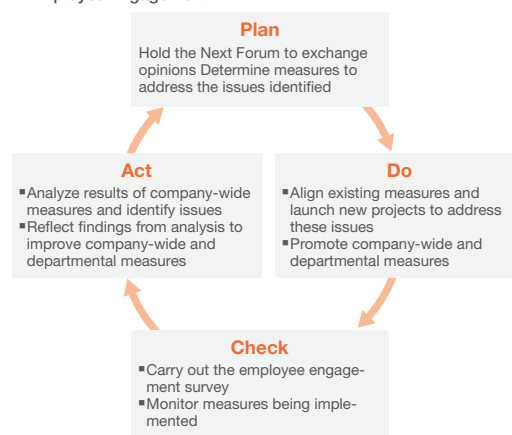 Plan
Hold the Next Forum to exchange
opinions Determine measures to
address the issues identified
Act
▪Analyze results of company-wide
measures and identify issues
▪Reflect findings from analysis to
improve company-wide and
departmental measures
Do
▪Align existing measures and
launch new projects to address
these issues
▪Promote company-wide and
departmental measures
Check
▪Carry out the employee engage-
ment survey
▪Monitor measures being imple-
mented